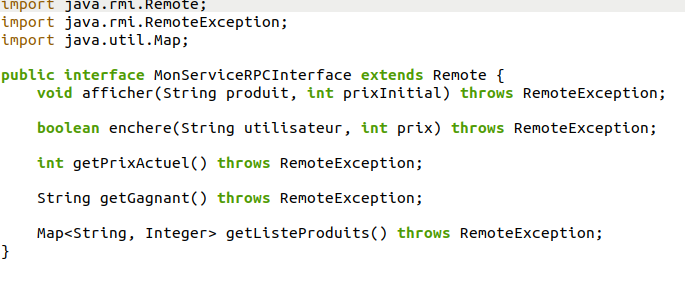 import java.rmi.Remote;
import java.rmi.RemoteException;
import java.util.Map;
public interface MonServiceRPCInterface extends Remote {
void afficher(String produit, int prixInitial) throws RemoteException;
boolean enchere(String utilisateur, int prix) throws RemoteException;
int getPrixActuel() throws RemoteException;
String getGagnant() throws RemoteException;
Map<String, Integer> getListeProduits() throws RemoteException;
}